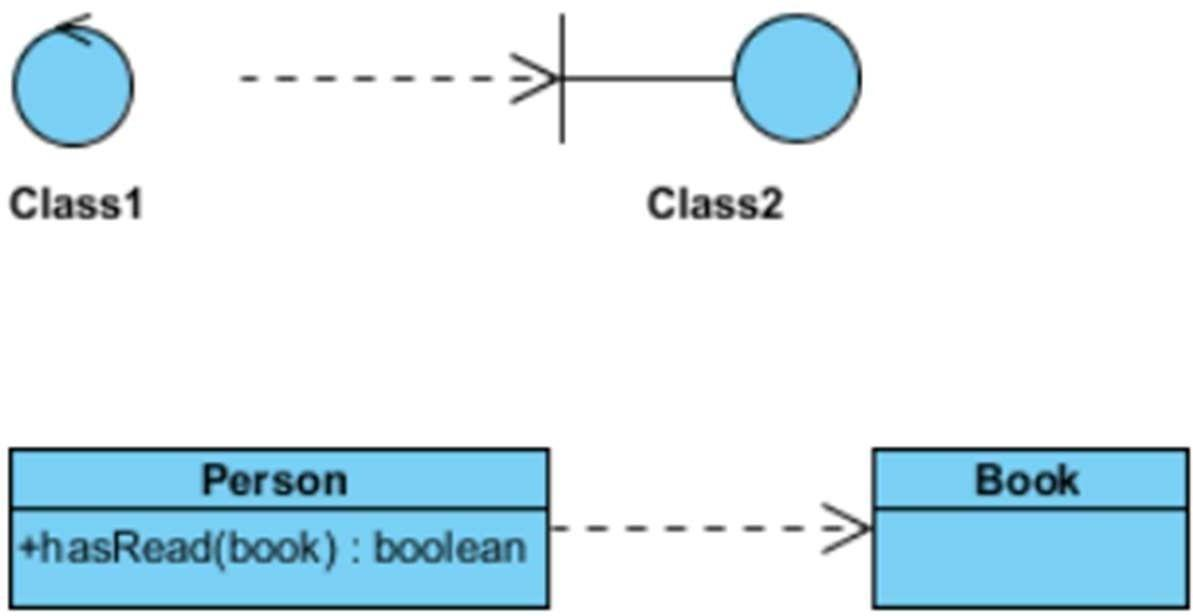 Class1
Class2
Person
+hasRead(book) : boolean
Book